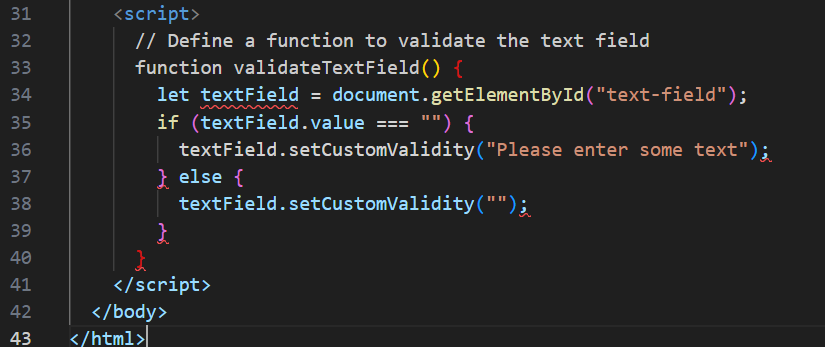 31 <script>
32 // Define a function to validate the text field
33 function validateTextField() {
34 let textField = document.getElementById("text-field");
35 if (textField.value === "") {
36 textField.setCustomValidity("Please enter some text");
37 } else {
38 textField.setCustomValidity("");
39 }
40 }
41 </script>
42 </body>
43 </html>